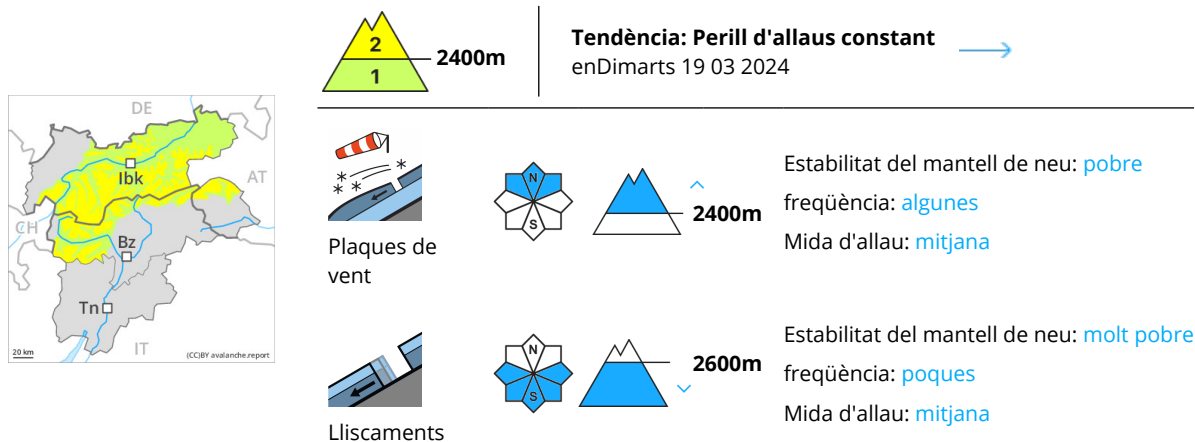 2
1
2400m
Tendència: Perill d'allaus constant
enDimarts 19 03 2024
DE
Ibk
AT
CH
Bz
Tn
IT
20 km
(CC)BY avalanche.report
Plaques de
vent
N
S
2400m
Estabilitat del mantell de neu: pobre
freqüència: algunes
Mida d'allau: mitjana
Lliscaments
N
S
2600m
Estabilitat del mantell de neu: molt pobre
freqüència: poques
Mida d'allau: mitjana